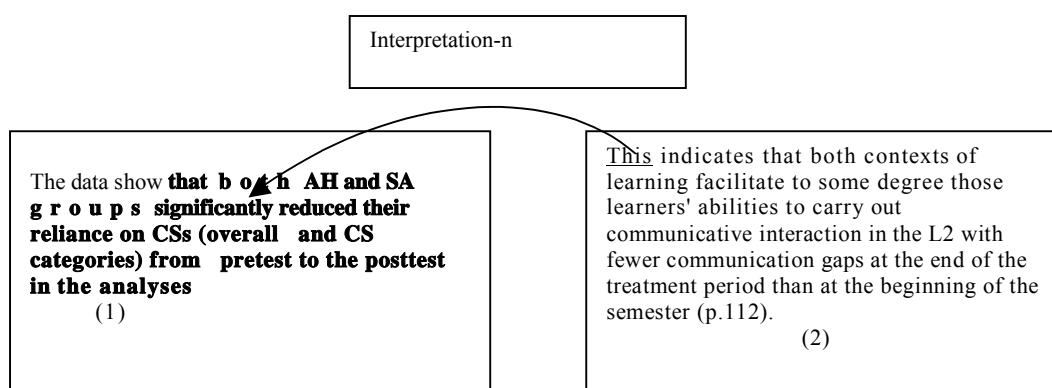 Interpretation-n
The data show that b o t h AH and SA
g r o u p s significantly reduced their
reliance on CSs (overall and CS
categories) from pretest to the posttest
in the analyses
(1)
This indicates that both contexts of
learning facilitate to some degree those
learners' abilities to carry out
communicative interaction in the L2 with
fewer communication gaps at the end of the
treatment period than at the beginning of the
semester (p.112).
(2)